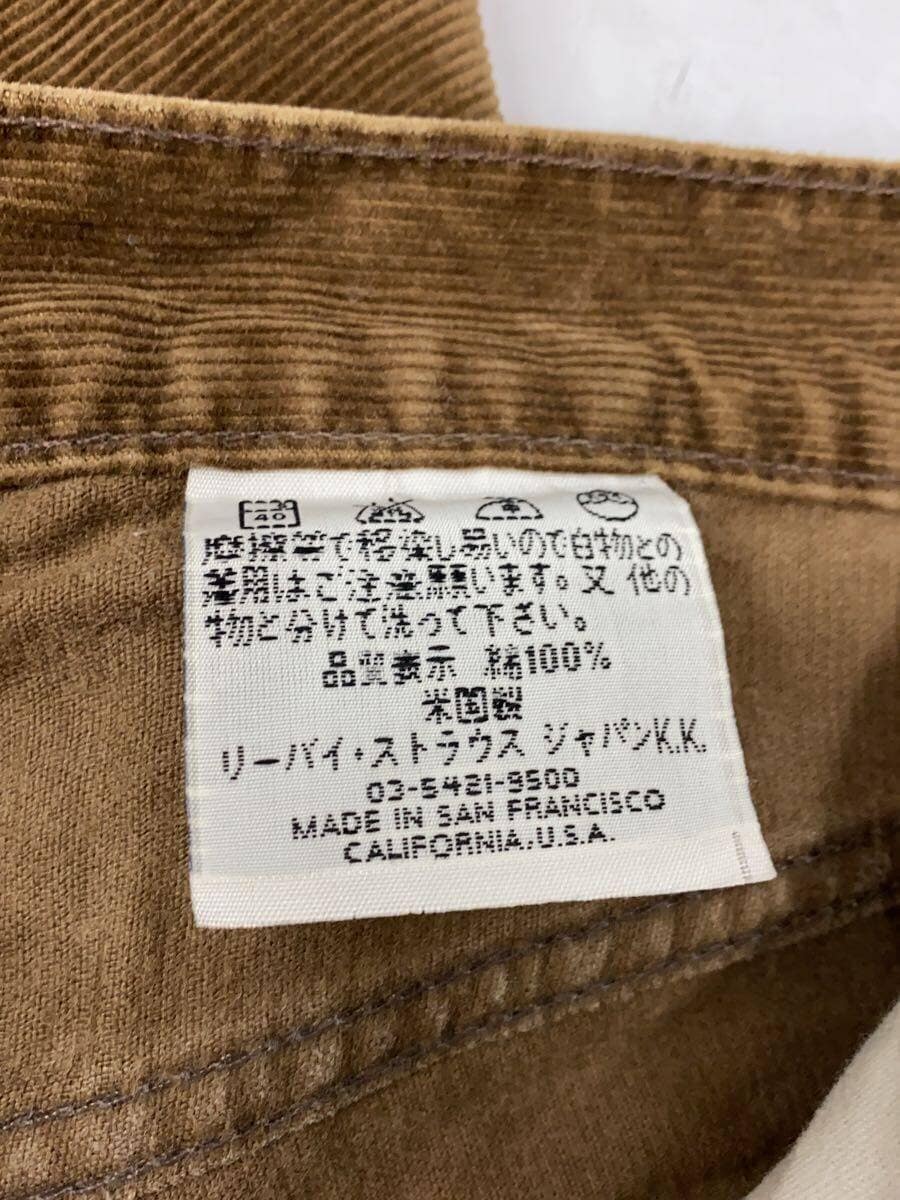 40
摩擦等で移染し易いので白物との
着用はご注意願います。又 他の
物と分けて洗って下さい。
品質表示 綿100%
米国製
リーバイ・ストラウス ジャパンK.K.
03-5421-9500
MADE IN SAN FRANCISCO
CALIFORNIA, U.S.A.